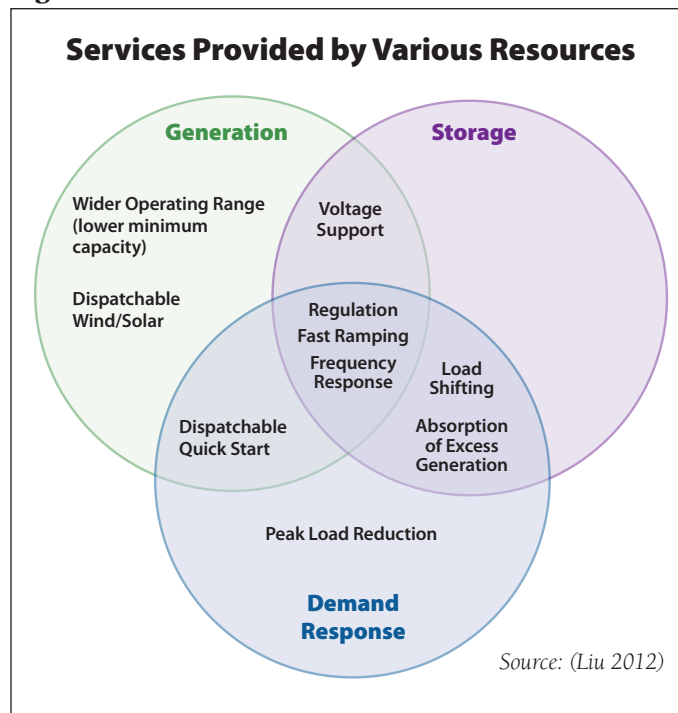 Services Provided by Various Resources
Generation
Storage
Wider Operating Range
(lower minimum
capacity)
Voltage
Support
Dispatchable
Wind/Solar
Regulation
Fast Ramping
Frequency
Response
Load
Shifting
Dispatchable
Quick Start
Absorption
of Excess
Generation
Peak Load Reduction
Demand
Response
Source: (Liu 2012)